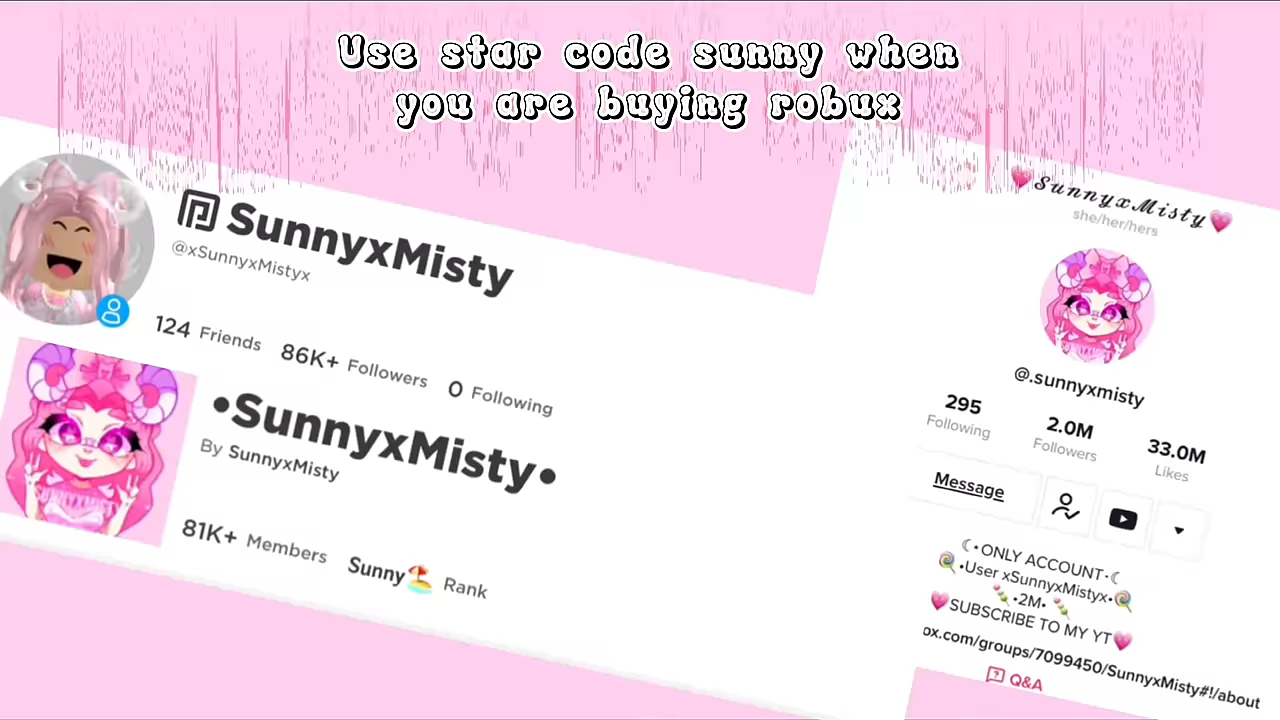 Use star code sunny when
you are buying robux
SunnyxMisty
@xSunnyxMistyx
124 Friends 86K+ Followers 0 Following
•SunnyxMisty•
By SunnyxMisty
81K+ Members Sunny🏖️ Rank
💗𝓢𝓾𝓷𝓷𝔂𝔁𝓜𝓲𝓼𝓽𝔂💗
she/her/hers
@.sunnyxmisty
295 2.0M 33.0M
Following Followers Likes
Message
☾•ONLY ACCOUNT•☾
🍭•User xSunnyxMistyx•🍭
🍡•2M•🍡
💗SUBSCRIBE TO MY YT💗
ox.com/groups/7099450/SunnyxMisty#!/about
Q&A